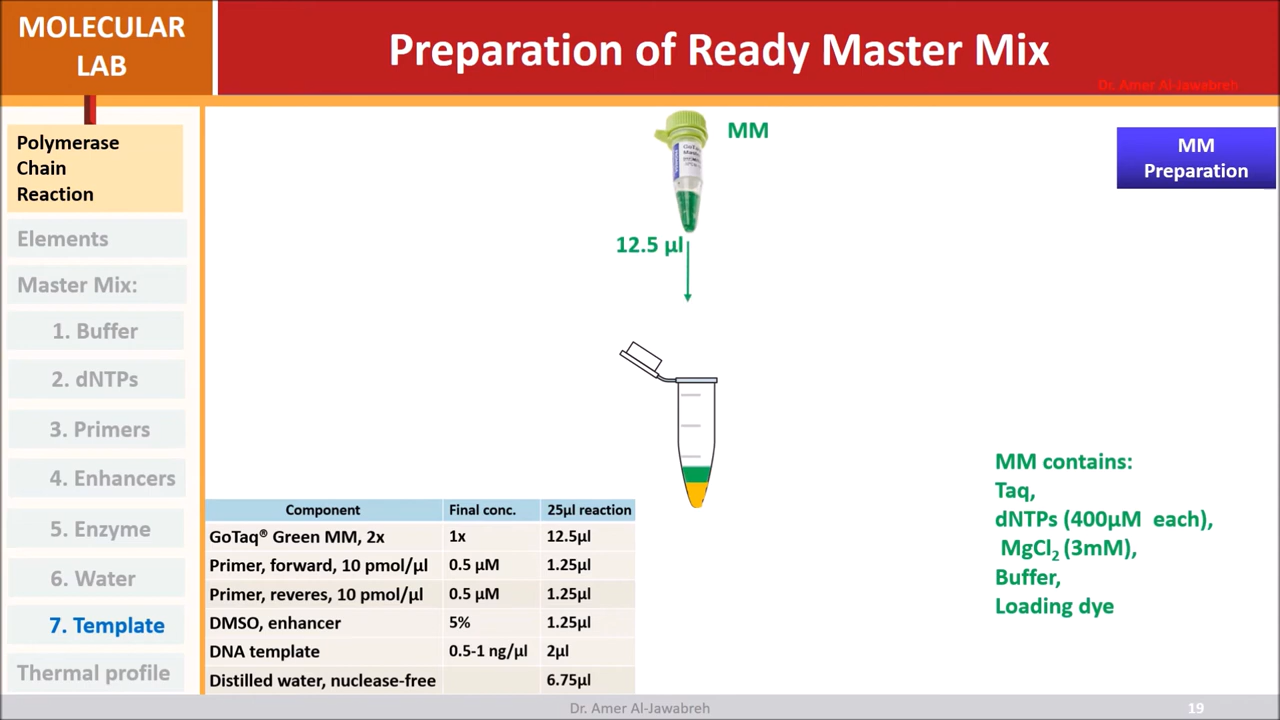 MOLECULAR
LAB
Preparation of Ready Master Mix
Dr. Amer Al-Jawabreh
Polymerase
Chain
Reaction
Elements
Master Mix:
1. Buffer
2. dNTPs
3. Primers
4. Enhancers
5. Enzyme
6. Water
7. Template
Thermal profile
MM
MM
Preparation
12.5 µl
MM contains:
Taq,
dNTPs (400µM each),
MgCl₂ (3mM),
Buffer,
Loading dye
Component Final conc. 25µl reaction
GoTaq® Green MM, 2x 1x 12.5µl
Primer, forward, 10 pmol/µl 0.5 µM 1.25µl
Primer, reveres, 10 pmol/µl 0.5 µM 1.25µl
DMSO, enhancer 5% 1.25µl
DNA template 0.5-1 ng/µl 2µl
Distilled water, nuclease-free 6.75µl
Dr. Amer Al-Jawabreh
19